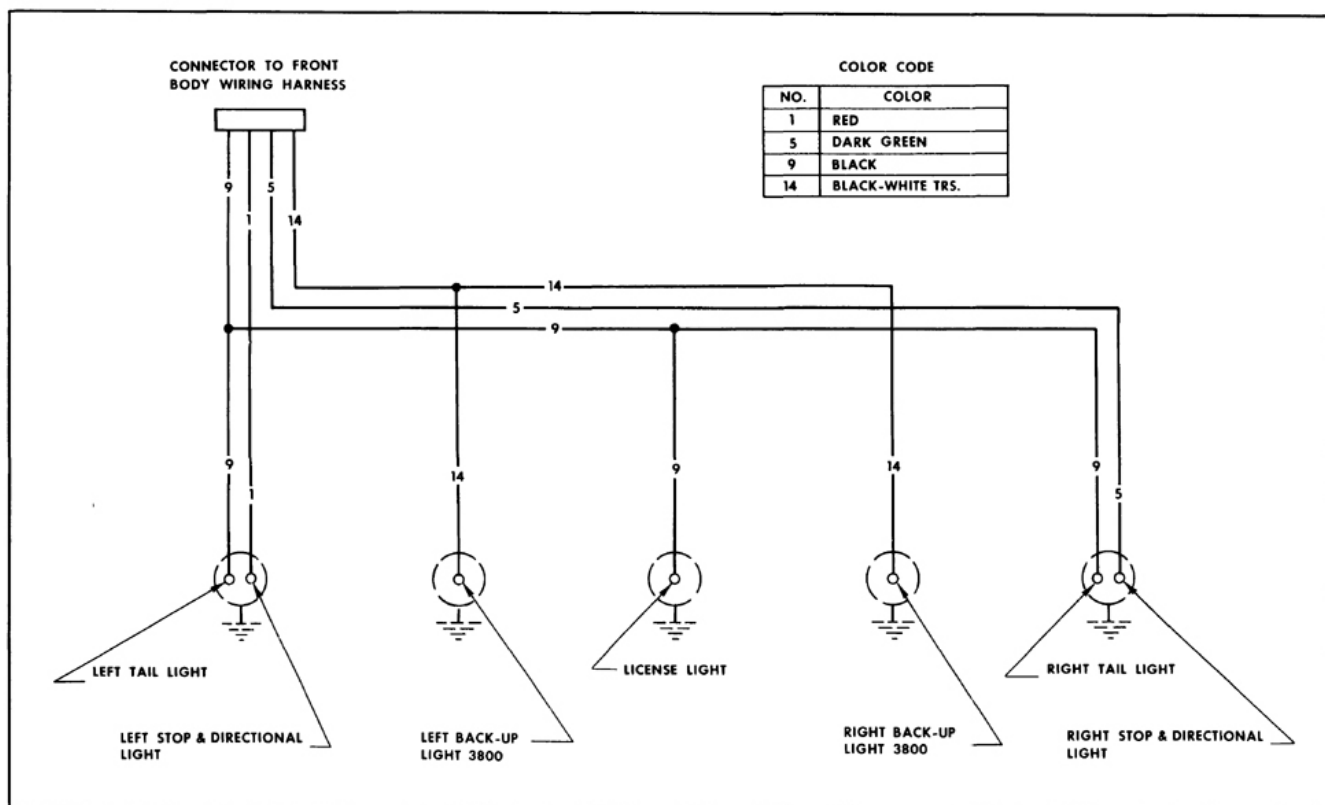 CONNECTOR TO FRONT
BODY WIRING HARNESS
COLOR CODE
NO. COLOR
1 RED
5 DARK GREEN
9 BLACK
14 BLACK-WHITE TRS.
9
1
5
14
14
5
9
9
1
14
9
14
9
5
LEFT TAIL LIGHT
LEFT STOP & DIRECTIONAL
LIGHT
LEFT BACK-UP
LIGHT 3800
LICENSE LIGHT
RIGHT BACK-UP
LIGHT 3800
RIGHT TAIL LIGHT
RIGHT STOP & DIRECTIONAL
LIGHT